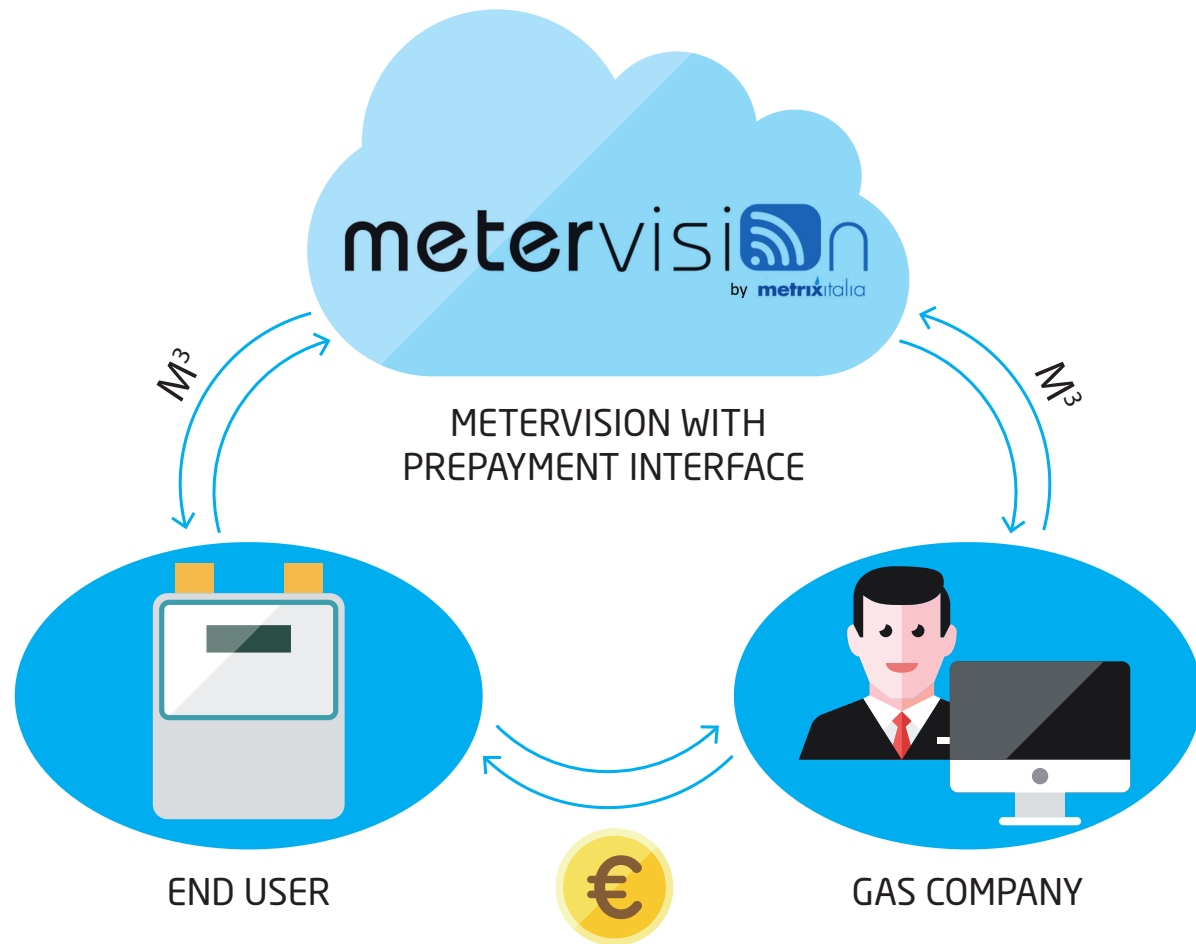 metervision
by metrixitalia
M³
M³
METERVISION WITH
PREPAYMENT INTERFACE
END USER
€
GAS COMPANY